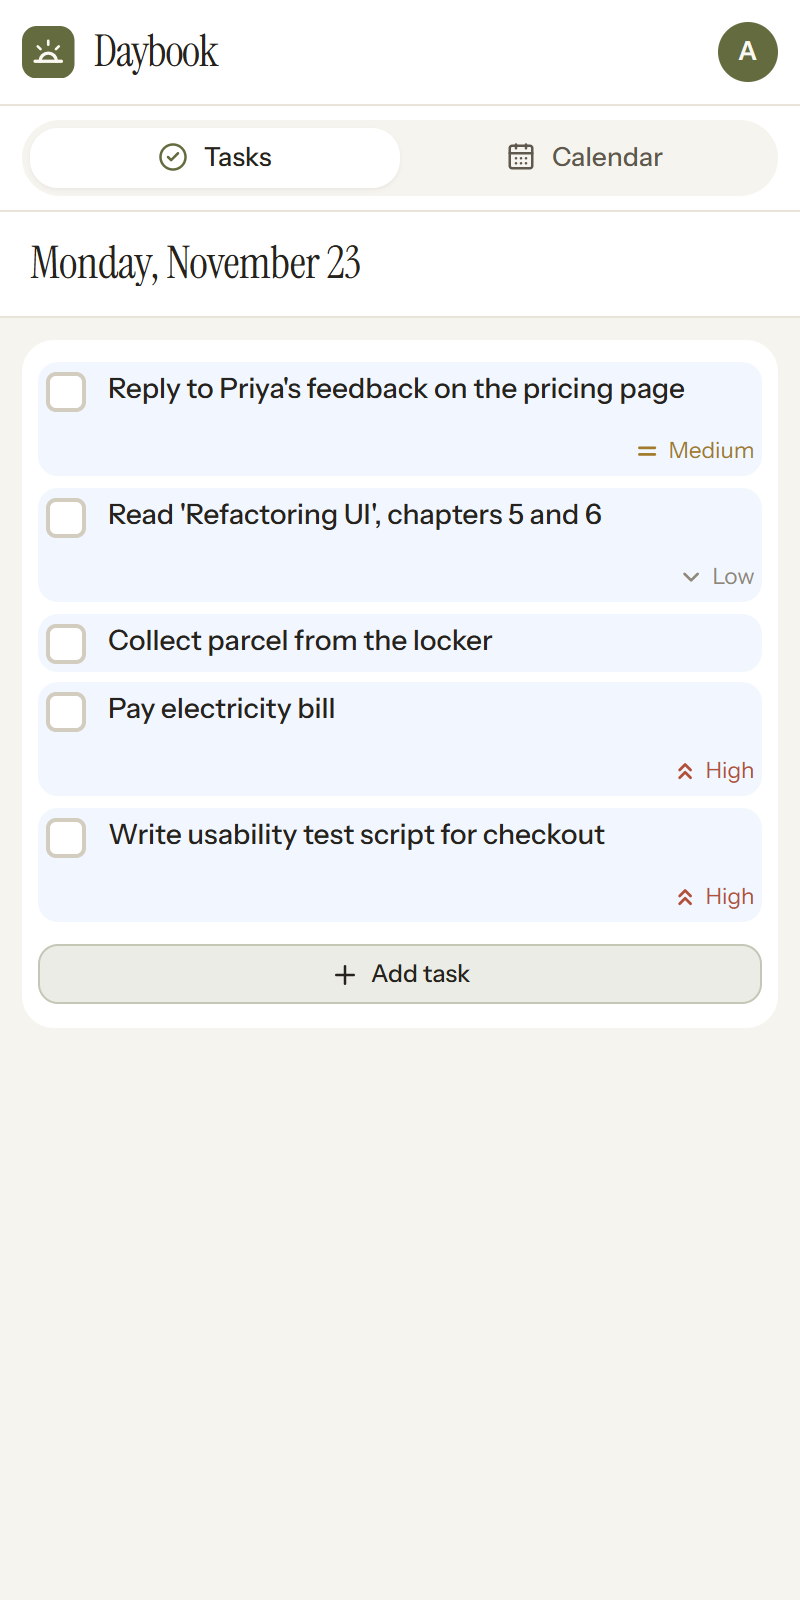 Daybook
A
Tasks
Calendar
Monday, November 23
Reply to Priya's feedback on the pricing page
Medium
Read 'Refactoring UI', chapters 5 and 6
Low
Collect parcel from the locker
Pay electricity bill
High
Write usability test script for checkout
High
Add task